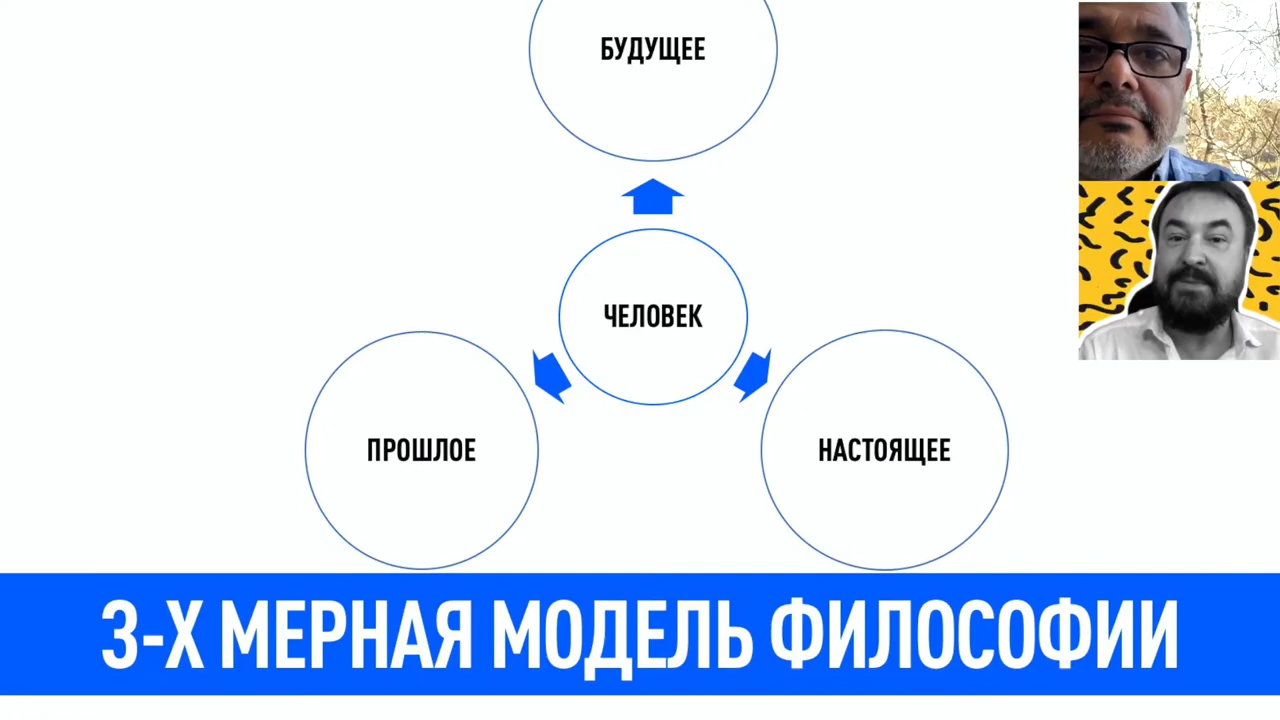 БУДУЩЕЕ
ЧЕЛОВЕК
ПРОШЛОЕ
НАСТОЯЩЕЕ
3-Х МЕРНАЯ МОДЕЛЬ ФИЛОСОФИИ